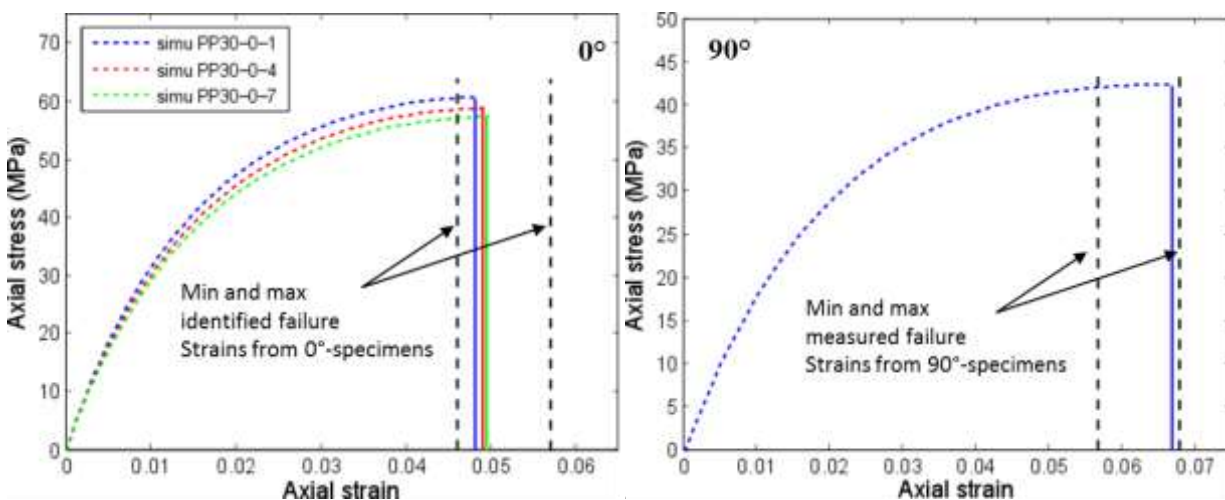 simu PP30-0-1
simu PP30-0-4
simu PP30-0-7
0°
70
60
50
40
30
20
10
0
Axial stress (MPa)
Min and max
identified failure
Strains from 0°-specimens
0
0.01
0.02
0.03
0.04
0.05
0.06
Axial strain
90°
50
45
40
35
30
25
20
15
10
5
0
Axial stress (MPa)
Min and max
measured failure
Strains from 90°-specimens
0
0.01
0.02
0.03
0.04
0.05
0.06
0.07
Axial strain